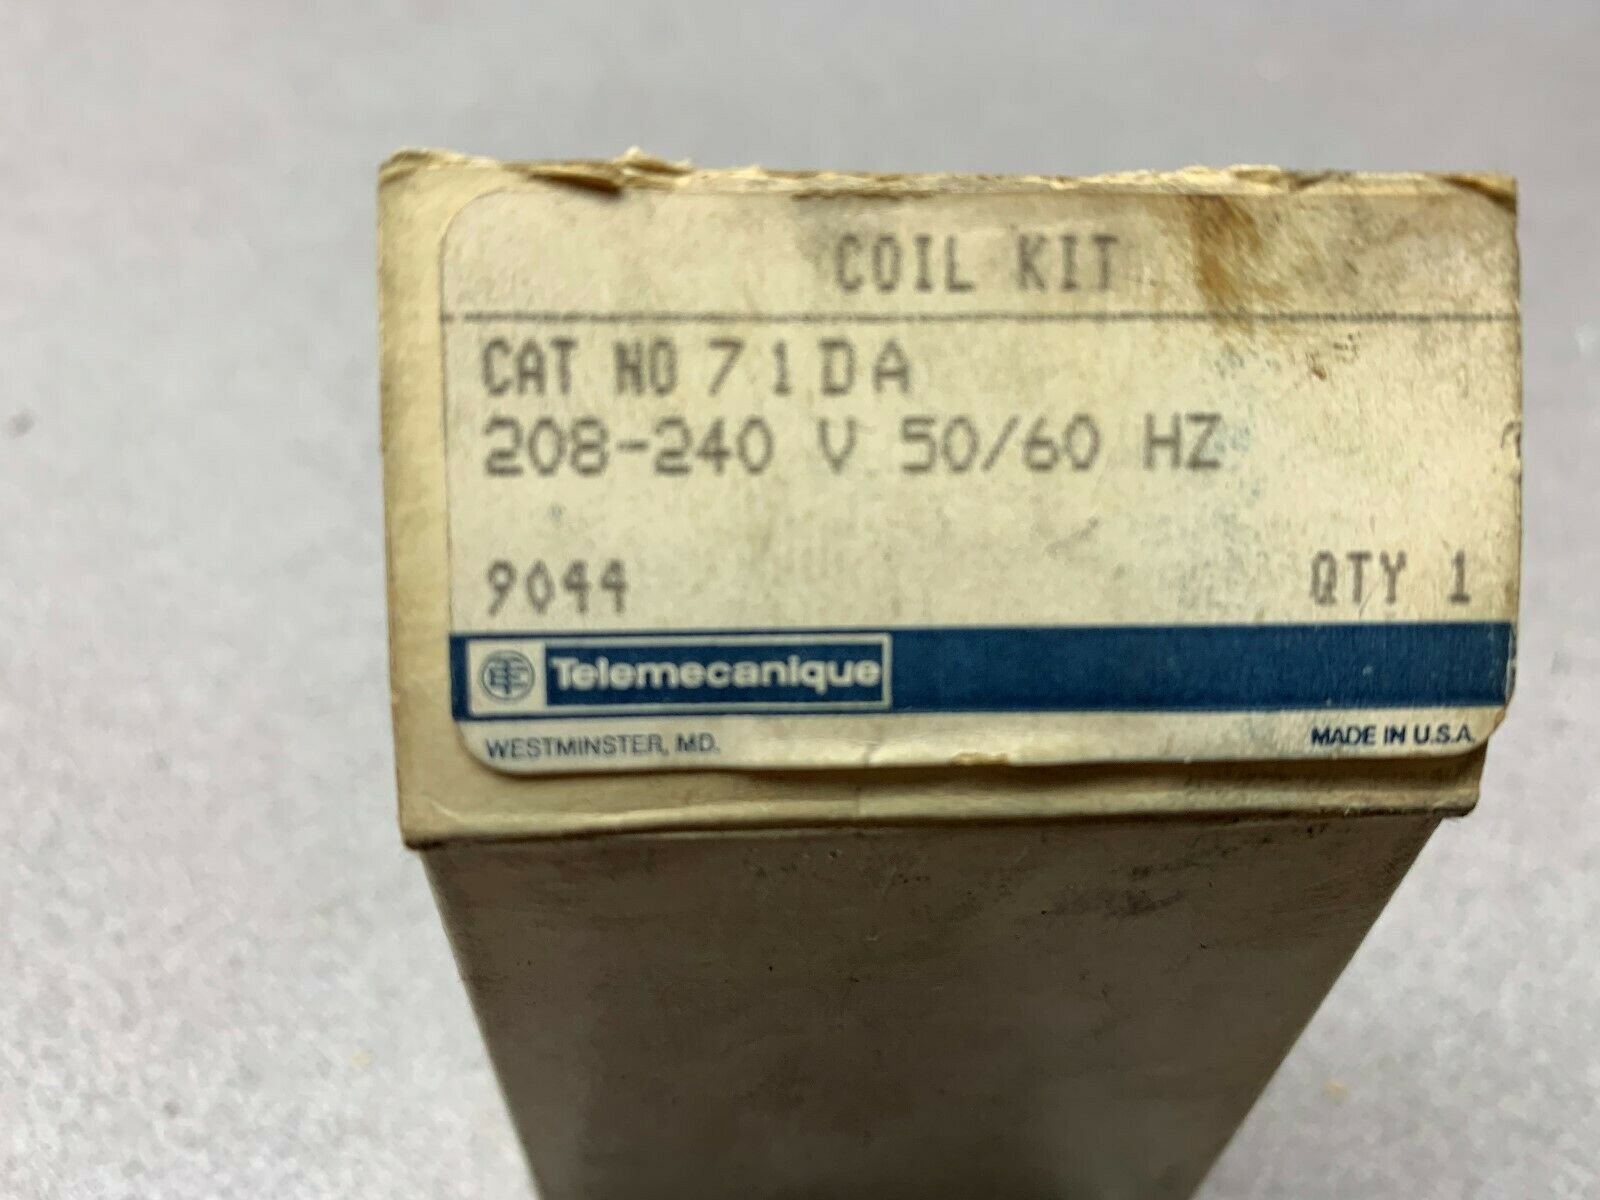 COIL KIT
CAT NO 71DA
208-240 V 50/60 HZ
9044 QTY 1
Telemecanique
WESTMINSTER, MD. MADE IN U.S.A.